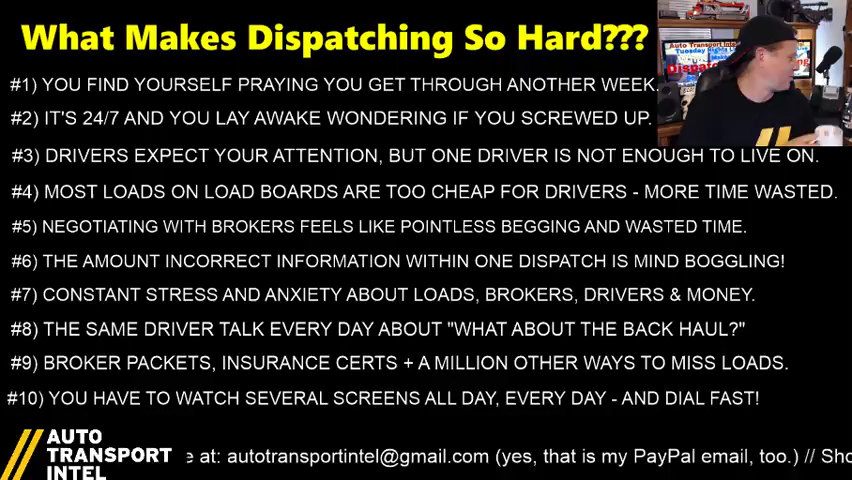 What Makes Dispatching So Hard???
Auto Transport Intel
Tuesday Night
#1) YOU FIND YOURSELF PRAYING YOU GET THROUGH ANOTHER WEEK.
#2) IT'S 24/7 AND YOU LAY AWAKE WONDERING IF YOU SCREWED UP.
#3) DRIVERS EXPECT YOUR ATTENTION, BUT ONE DRIVER IS NOT ENOUGH TO LIVE ON.
#4) MOST LOADS ON LOAD BOARDS ARE TOO CHEAP FOR DRIVERS - MORE TIME WASTED.
#5) NEGOTIATING WITH BROKERS FEELS LIKE POINTLESS BEGGING AND WASTED TIME.
#6) THE AMOUNT INCORRECT INFORMATION WITHIN ONE DISPATCH IS MIND BOGGLING!
#7) CONSTANT STRESS AND ANXIETY ABOUT LOADS, BROKERS, DRIVERS & MONEY.
#8) THE SAME DRIVER TALK EVERY DAY ABOUT "WHAT ABOUT THE BACK HAUL?"
#9) BROKER PACKETS, INSURANCE CERTS + A MILLION OTHER WAYS TO MISS LOADS.
#10) YOU HAVE TO WATCH SEVERAL SCREENS ALL DAY, EVERY DAY - AND DIAL FAST!
AUTO
TRANSPORT
INTEL
e at: autotransportintel@gmail.com (yes, that is my PayPal email, too.) // Sho